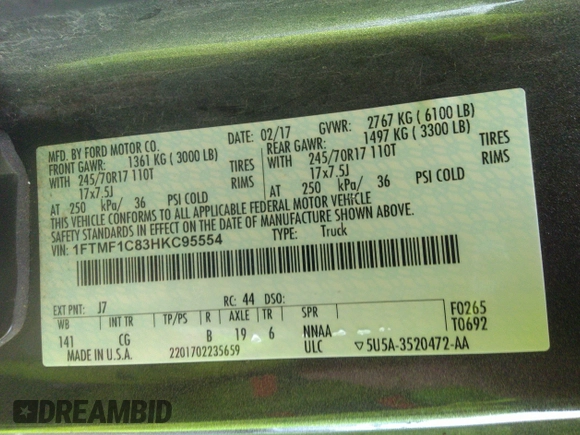 MFD. BY FORD MOTOR CO.
DATE: 02/17
GVWR: 2767 KG ( 6100 LB)
FRONT GAWR: 1361 KG ( 3000 LB)
REAR GAWR: 1497 KG ( 3300 LB)
WITH 245/70R17 110T TIRES
WITH 245/70R17 110T TIRES
17x7.5J RIMS
17x7.5J RIMS
AT 250 kPa/ 36 PSI COLD
AT 250 kPa/ 36 PSI COLD
THIS VEHICLE CONFORMS TO ALL APPLICABLE FEDERAL MOTOR VEHICLE
SAFETY STANDARDS IN EFFECT ON THE DATE OF MANUFACTURE SHOWN ABOVE.
VIN: 1FTMF1C83HKC95554
TYPE: Truck
EXT PNT: J7 RC: 44 DSO:
WB INT TR TP/PS R AXLE TR SPR
141 CG B 19 6 NNAA
F0265
T0692
MADE IN U.S.A. 2201702235659 ULC ▽5U5A-3520472-AA
DREAMBID